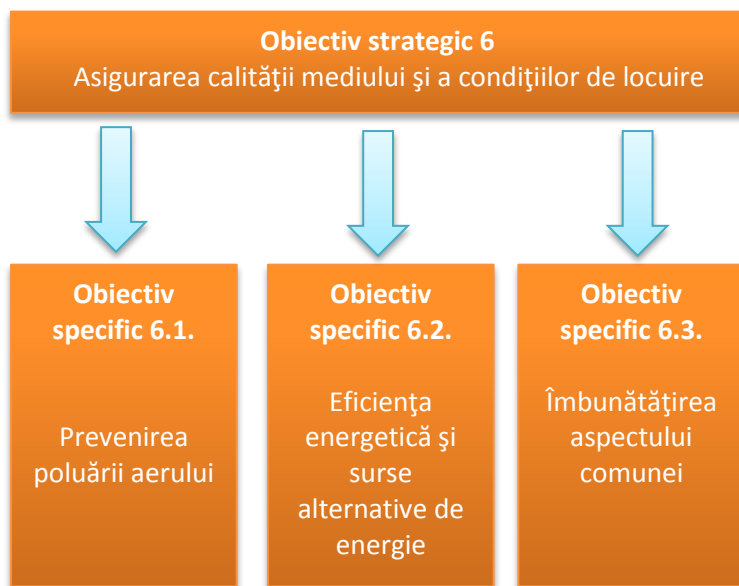 Obiectiv strategic 6
Asigurarea calităţii mediului şi a condiţiilor de locuire
Obiectiv
specific 6.1.
Prevenirea
poluării aerului
Obiectiv
specific 6.2.
Eficienţa
energetică şi
surse
alternative de
energie
Obiectiv
specific 6.3.
Îmbunătăţirea
aspectului
comunei